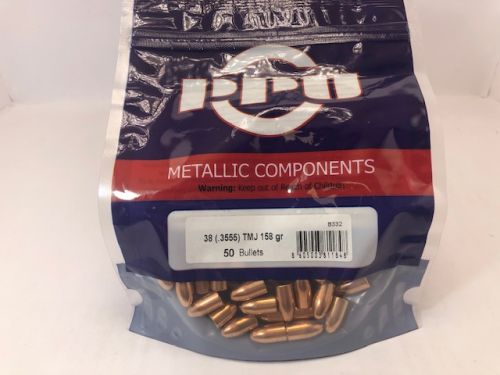 PPU
METALLIC COMPONENTS
Warning: Keep out of Reach of Children
B332
38 (.3555) TMJ 158 gr
50 Bullets